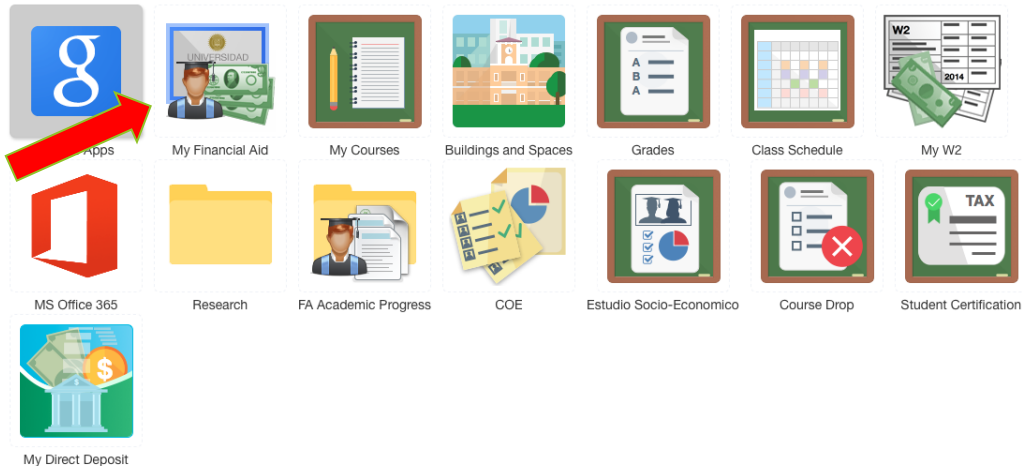 UNIVERSIDAD
A
B
A
W2
2014
Apps
My Financial Aid
My Courses
Buildings and Spaces
Grades
Class Schedule
My W2
TAX
MS Office 365
Research
FA Academic Progress
COE
Estudio Socio-Economico
Course Drop
Student Certification
$
$
My Direct Deposit